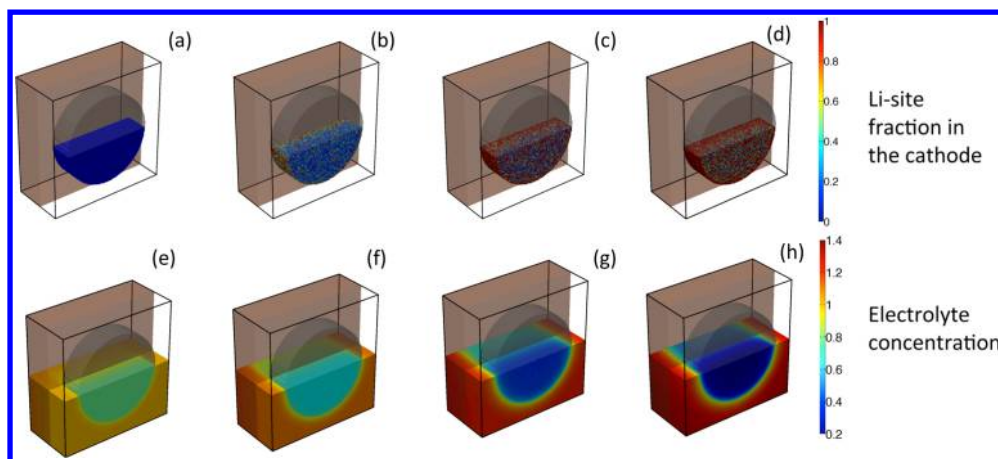 (a)
(b)
(c)
(d)
1
0.8
0.6
0.4
0.2
0
Li-site
fraction in
the cathode
(e)
(f)
(g)
(h)
1.4
1.2
1
0.8
0.6
0.4
0.2
Electrolyte
concentration